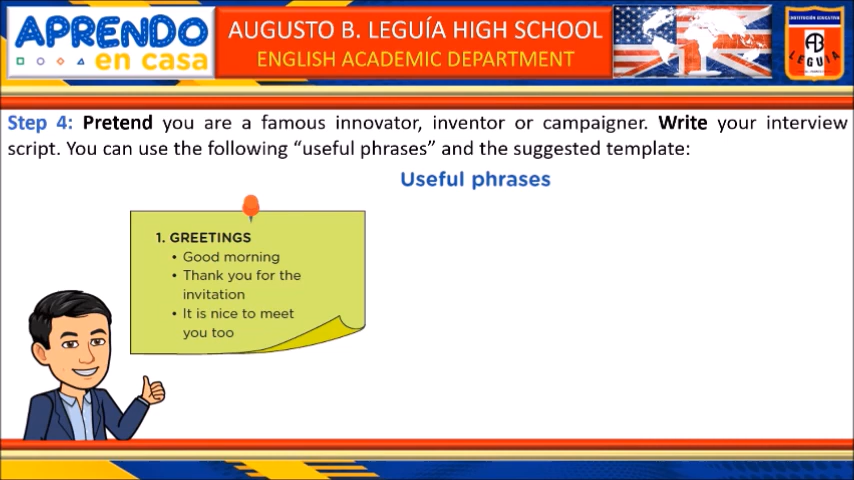 APRENDO
en casa
AUGUSTO B. LEGUÍA HIGH SCHOOL
ENGLISH ACADEMIC DEPARTMENT
INSTITUCIÓN EDUCATIVA
AB
LEGUÍA
Step 4: Pretend you are a famous innovator, inventor or campaigner. Write your interview
script. You can use the following “useful phrases” and the suggested template:
Useful phrases
1. GREETINGS
• Good morning
• Thank you for the
invitation
• It is nice to meet
you too